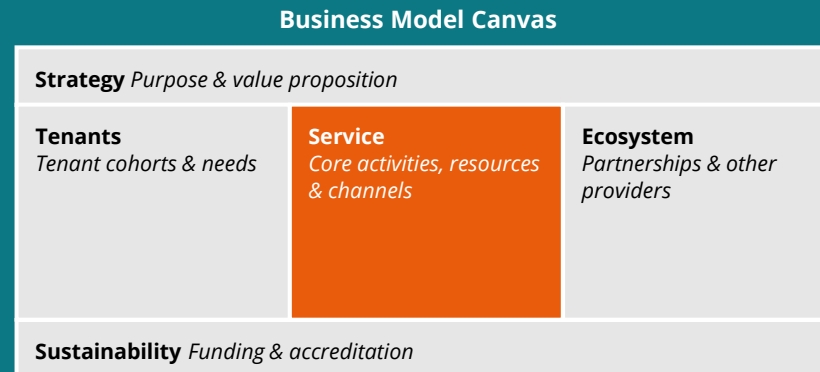 Business Model Canvas
Strategy Purpose & value proposition
Tenants
Tenant cohorts & needs
Service
Core activities, resources
& channels
Ecosystem
Partnerships & other
providers
Sustainability Funding & accreditation